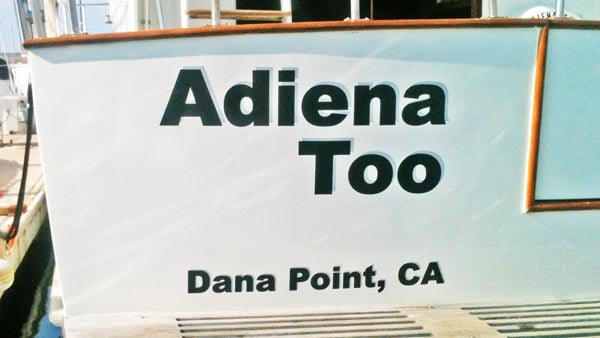 Adiena
Too
Dana Point, CA